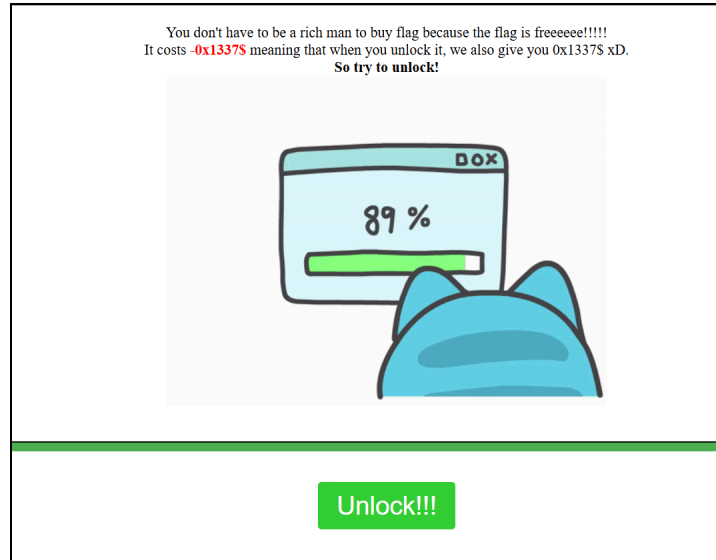 You don't have to be a rich man to buy flag because the flag is freeeeee!!!!!
It costs -0x1337$ meaning that when you unlock it, we also give you 0x1337$ xD.
So try to unlock!
89 %
Unlock!!!